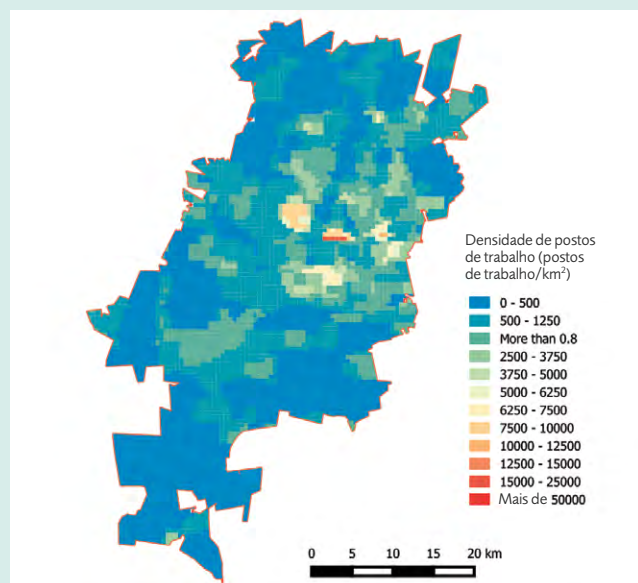 Densidade de postos
de trabalho (postos
de trabalho/km²)
0 - 500
500 - 1250
More than 0.8
2500 - 3750
3750 - 5000
5000 - 6250
6250 - 7500
7500 - 10000
10000 - 12500
12500 - 15000
15000 - 25000
Mais de 50000
0 5 10 15 20 km